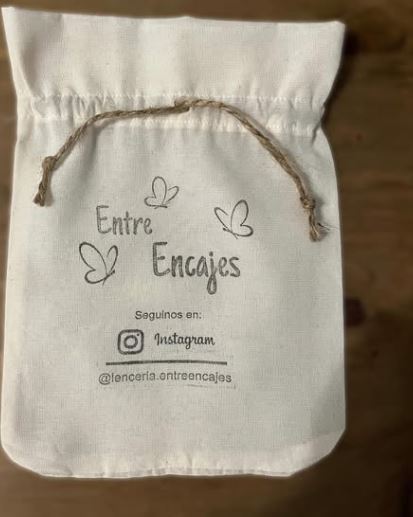 Entre
Encajes
Seguinos en:
Instagram
@lenceria.entreencajes